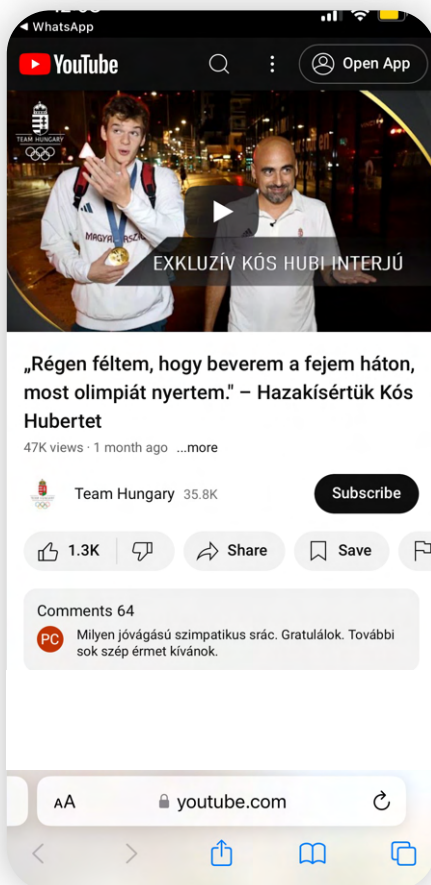 WhatsApp
YouTube
Open App
TEAM HUNGARY
EXKLUZÍV KÓS HUBI INTERJÚ
„Régen féltem, hogy beverem a fejem háton,
most olimpiát nyertem." – Hazakísértük Kós
Hubertet
47K views · 1 month ago ...more
Team Hungary 35.8K
Subscribe
1.3K
Share
Save
Comments 64
PC
Milyen jóvágású szimpatikus srác. Gratulálok. További
sok szép érmet kívánok.
AA
youtube.com